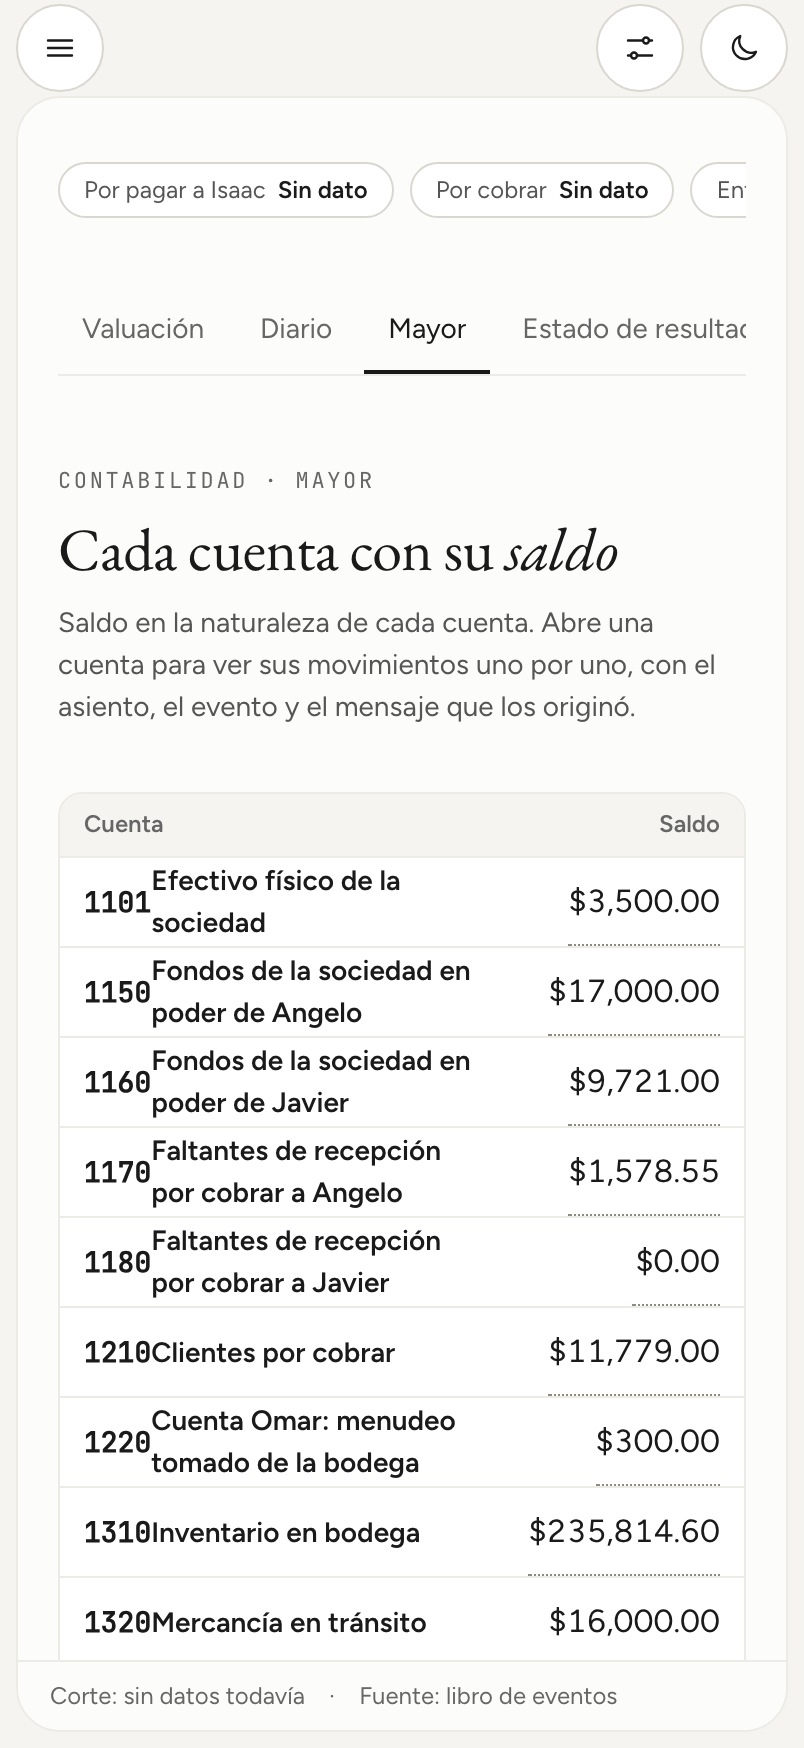 Por pagar a Isaac Sin dato Por cobrar Sin dato
Valuación Diario Mayor Estado de
CONTABILIDAD · MAYOR
Cada cuenta con su saldo
Saldo en la naturaleza de cada cuenta. Abre una
cuenta para ver sus movimientos uno por uno, con el
asiento, el evento y el mensaje que los originó.
Cuenta Saldo
1101 Efectivo físico de la
sociedad $3,500.00
1150 Fondos de la sociedad en
poder de Angelo $17,000.00
1160 Fondos de la sociedad en
poder de Javier $9,721.00
1170 Faltantes de recepción
por cobrar a Angelo $1,578.55
1180 Faltantes de recepción
por cobrar a Javier $0.00
1210 Clientes por cobrar $11,779.00
1220 Cuenta Omar: menudeo
tomado de la bodega $300.00
1310 Inventario en bodega $235,814.60
1320 Mercancía en tránsito $16,000.00
Corte: sin datos todavía · Fuente: libro de eventos